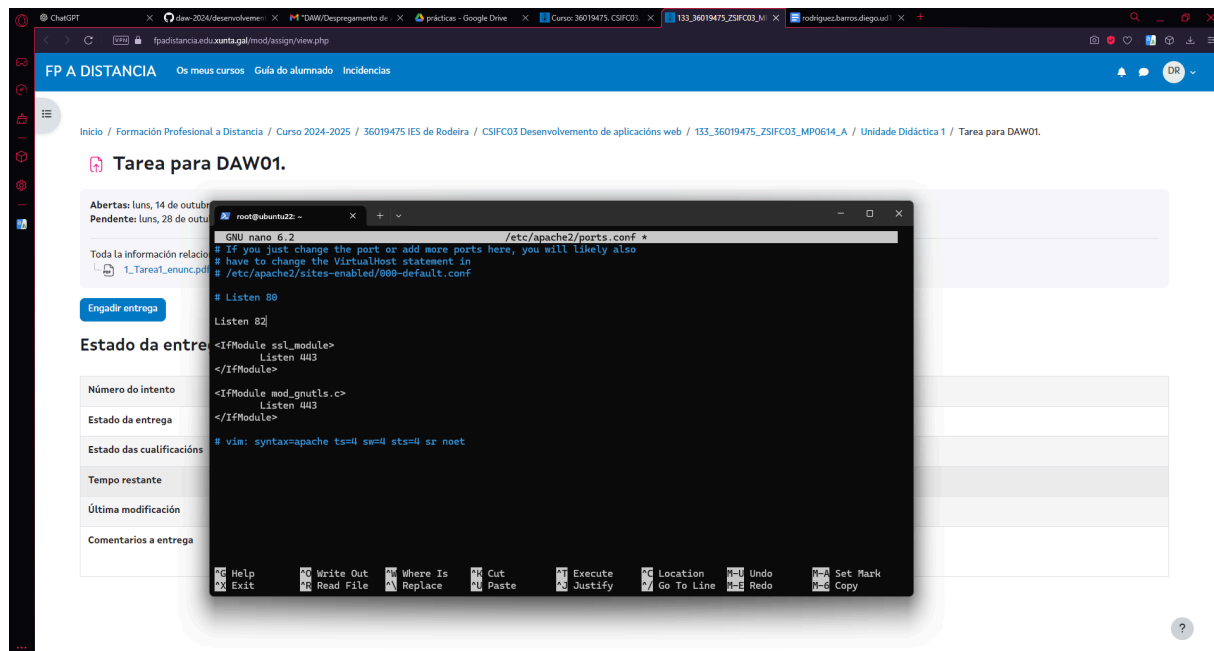 ChatGPT
daw-2024/desenvolvement
M "DAW/Despregamento de
prácticas - Google Drive
Curso: 36019475. CSIFC03.
133_36019475_ZSIFC03_MF
rodriguez.barros.diego.ud1
VPN
fpadistancia.edu.xunta.gal/mod/assign/view.php
FP A DISTANCIA
Os meus cursos
Guía do alumnado
Incidencias
DR
Inicio / Formación Profesional a Distancia / Curso 2024-2025 / 36019475 IES de Rodeira / CSIFC03 Desenvolvemento de aplicacións web / 133_36019475_ZSIFC03_MP0614_A / Unidade Didáctica 1 / Tarea para DAW01.
Tarea para DAW01.
Abertas: luns, 14 de outubr
Pendente: luns, 28 de outu
Toda la información relacio
1_Tarea1_enunc.pdf
Engadir entrega
Estado da entre
Número do intento
Estado da entrega
Estado das cualificacións
Tempo restante
Última modificación
Comentarios a entrega
root@ubuntu22: ~
GNU nano 6.2 /etc/apache2/ports.conf *
# If you just change the port or add more ports here, you will likely also
# have to change the VirtualHost statement in
# /etc/apache2/sites-enabled/000-default.conf
# Listen 80
Listen 82
<IfModule ssl_module>
Listen 443
</IfModule>
<IfModule mod_gnutls.c>
Listen 443
</IfModule>
# vim: syntax=apache ts=4 sw=4 sts=4 sr noet
^G Help ^O Write Out ^W Where Is ^K Cut ^T Execute ^C Location M-U Undo M-A Set Mark
^X Exit ^R Read File ^\ Replace ^U Paste ^J Justify ^/ Go To Line M-E Redo M-6 Copy
?